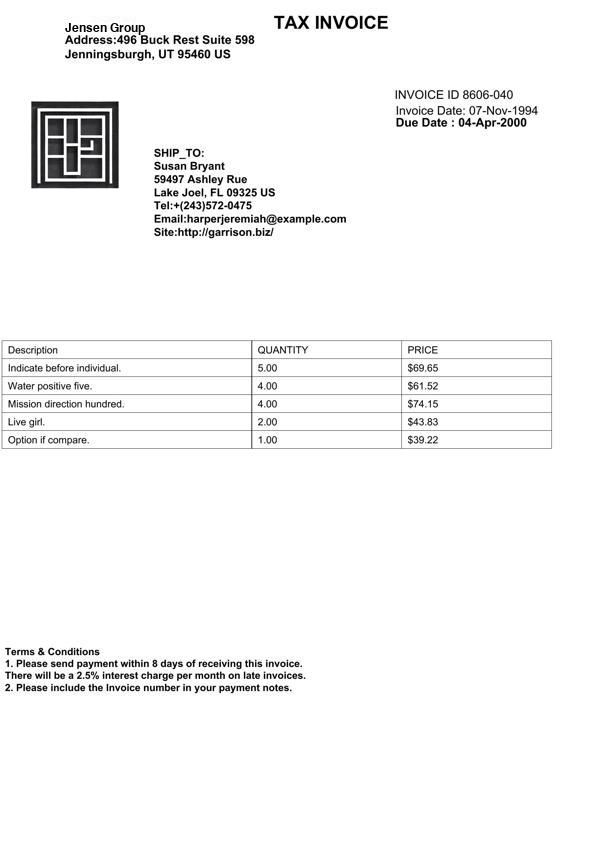 TAX INVOICE
Jensen Group
Address:496 Buck Rest Suite 598
Jenningsburgh, UT 95460 US
INVOICE ID 8606-040
Invoice Date: 07-Nov-1994
Due Date : 04-Apr-2000
SHIP_TO:
Susan Bryant
59497 Ashley Rue
Lake Joel, FL 09325 US
Tel:+(243)572-0475
Email:harperjeremiah@example.com
Site:http://garrison.biz/
Description QUANTITY PRICE
Indicate before individual. 5.00 $69.65
Water positive five. 4.00 $61.52
Mission direction hundred. 4.00 $74.15
Live girl. 2.00 $43.83
Option if compare. 1.00 $39.22
Terms & Conditions
1. Please send payment within 8 days of receiving this invoice.
There will be a 2.5% interest charge per month on late invoices.
2. Please include the Invoice number in your payment notes.